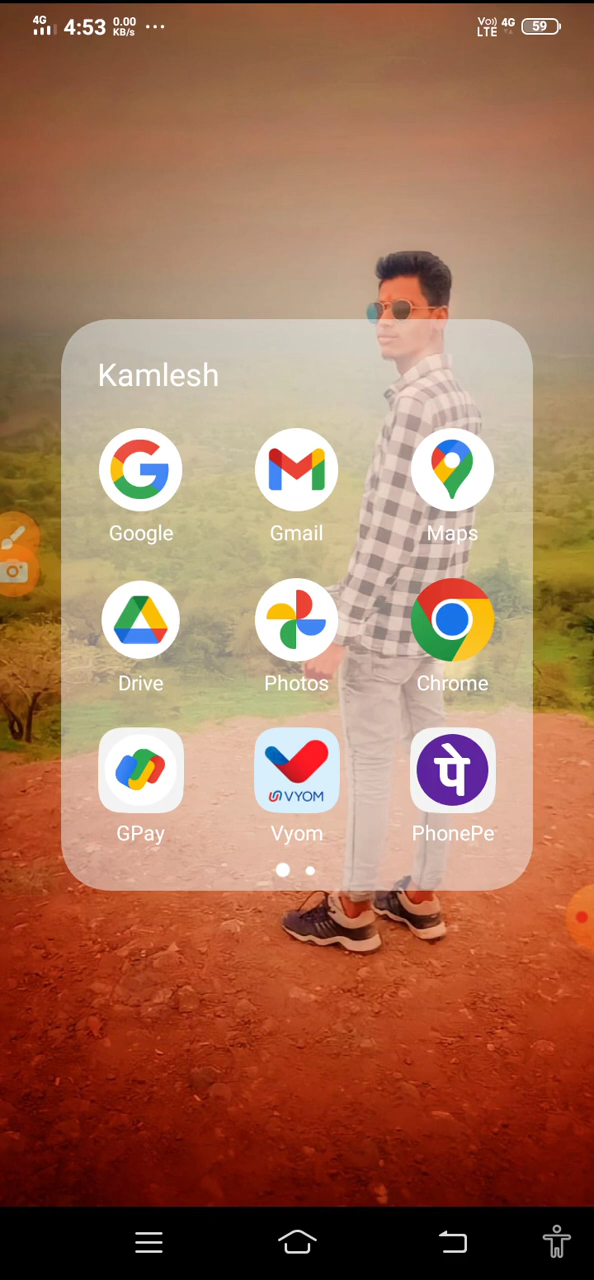 4G 4:53 0.00 KB/s ... Vo)) LTE 4G 59
Kamlesh
Google Gmail Maps
Drive Photos Chrome
VYOM पे
GPay Vyom PhonePe